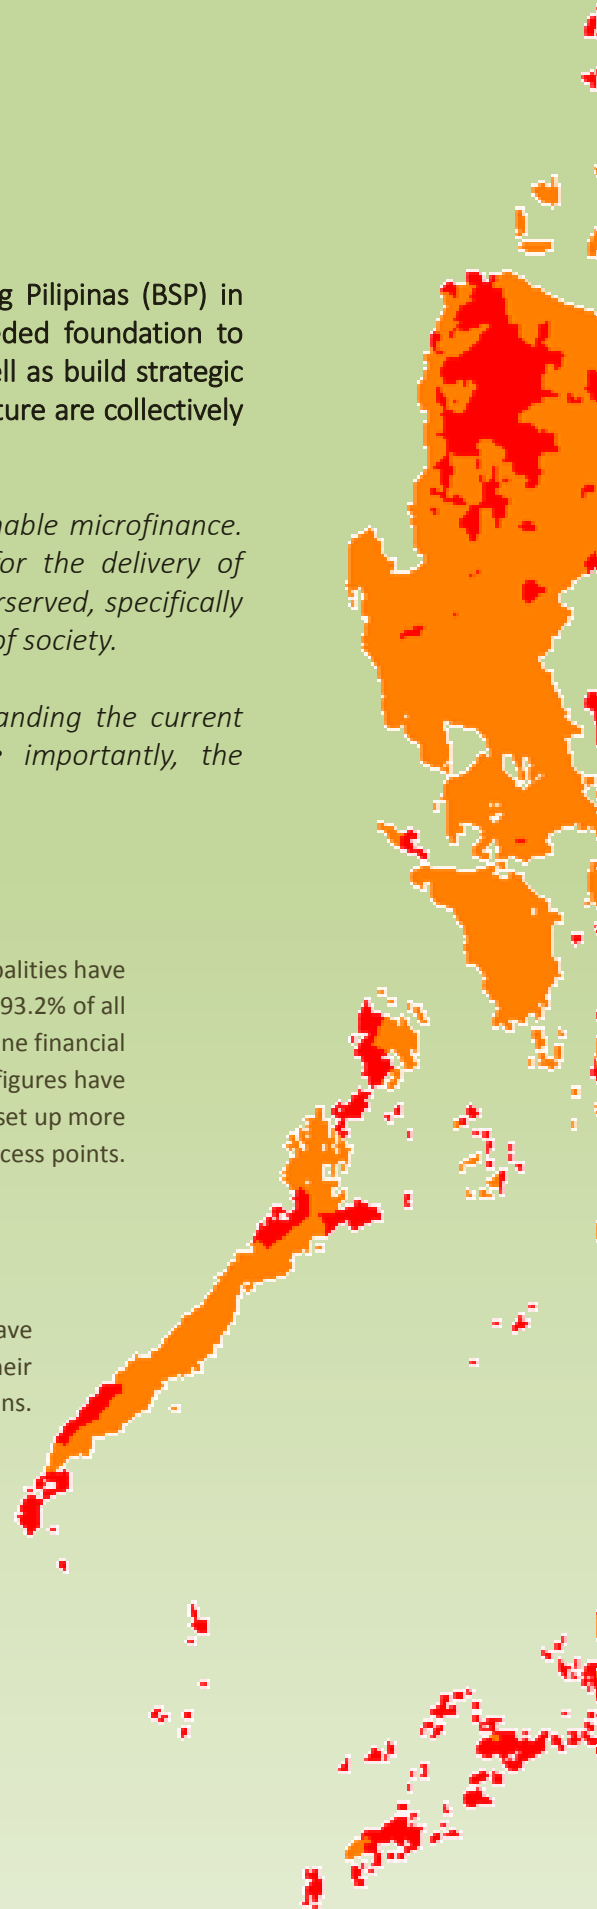 g Pilipinas (BSP) in
ded foundation to
ell as build strategic
ture are collectively
nable microfinance.
for the delivery of
rserved, specifically
of society.
anding the current
e importantly, the
palities have
93.2% of all
ne financial
figures have
set up more
ccess points.
ave
heir
ns.